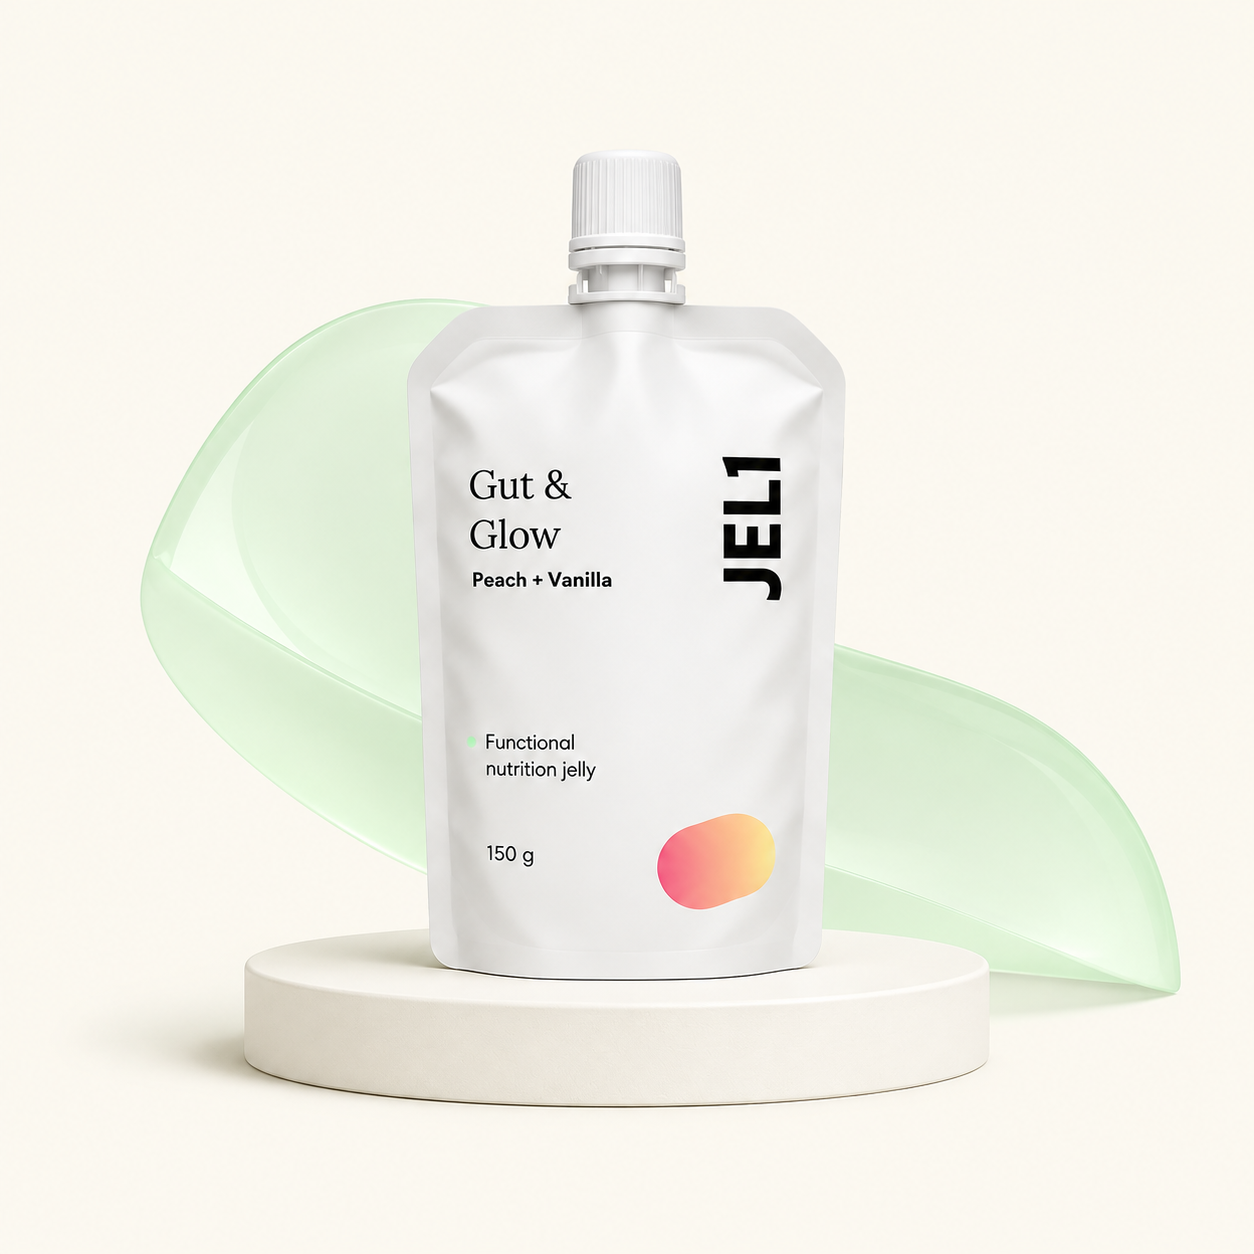 Gut &
Glow
Peach + Vanilla
JEL1
Functional
nutrition jelly
150 g